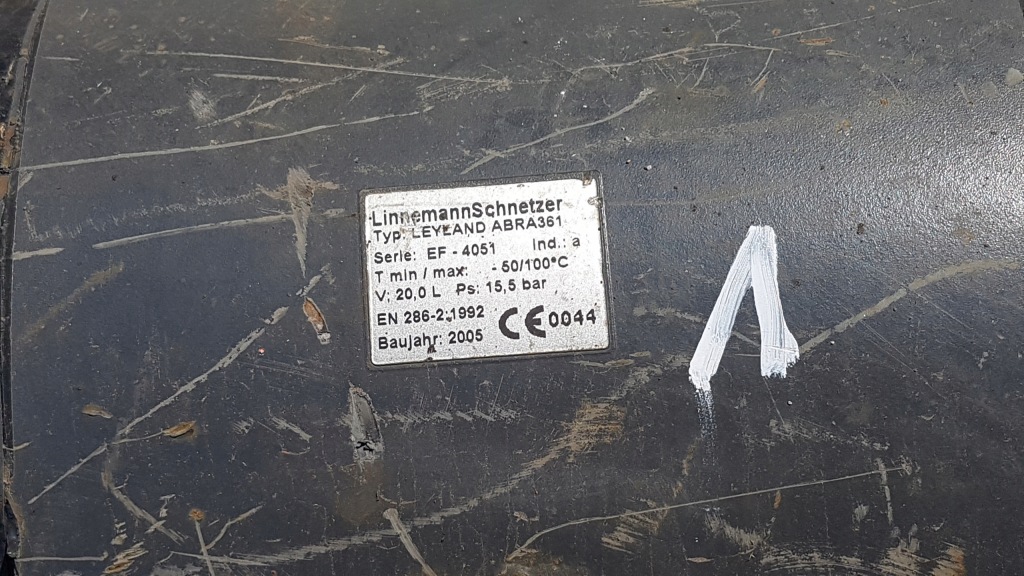 LinnemannSchnetzer
Typ: LEYLAND ABRA361
Serie: EF - 4051 Ind.: a
T min / max: - 50/100°C
V: 20,0 L Ps: 15,5 bar
EN 286-2:1992
Baujahr: 2005 CE 0044